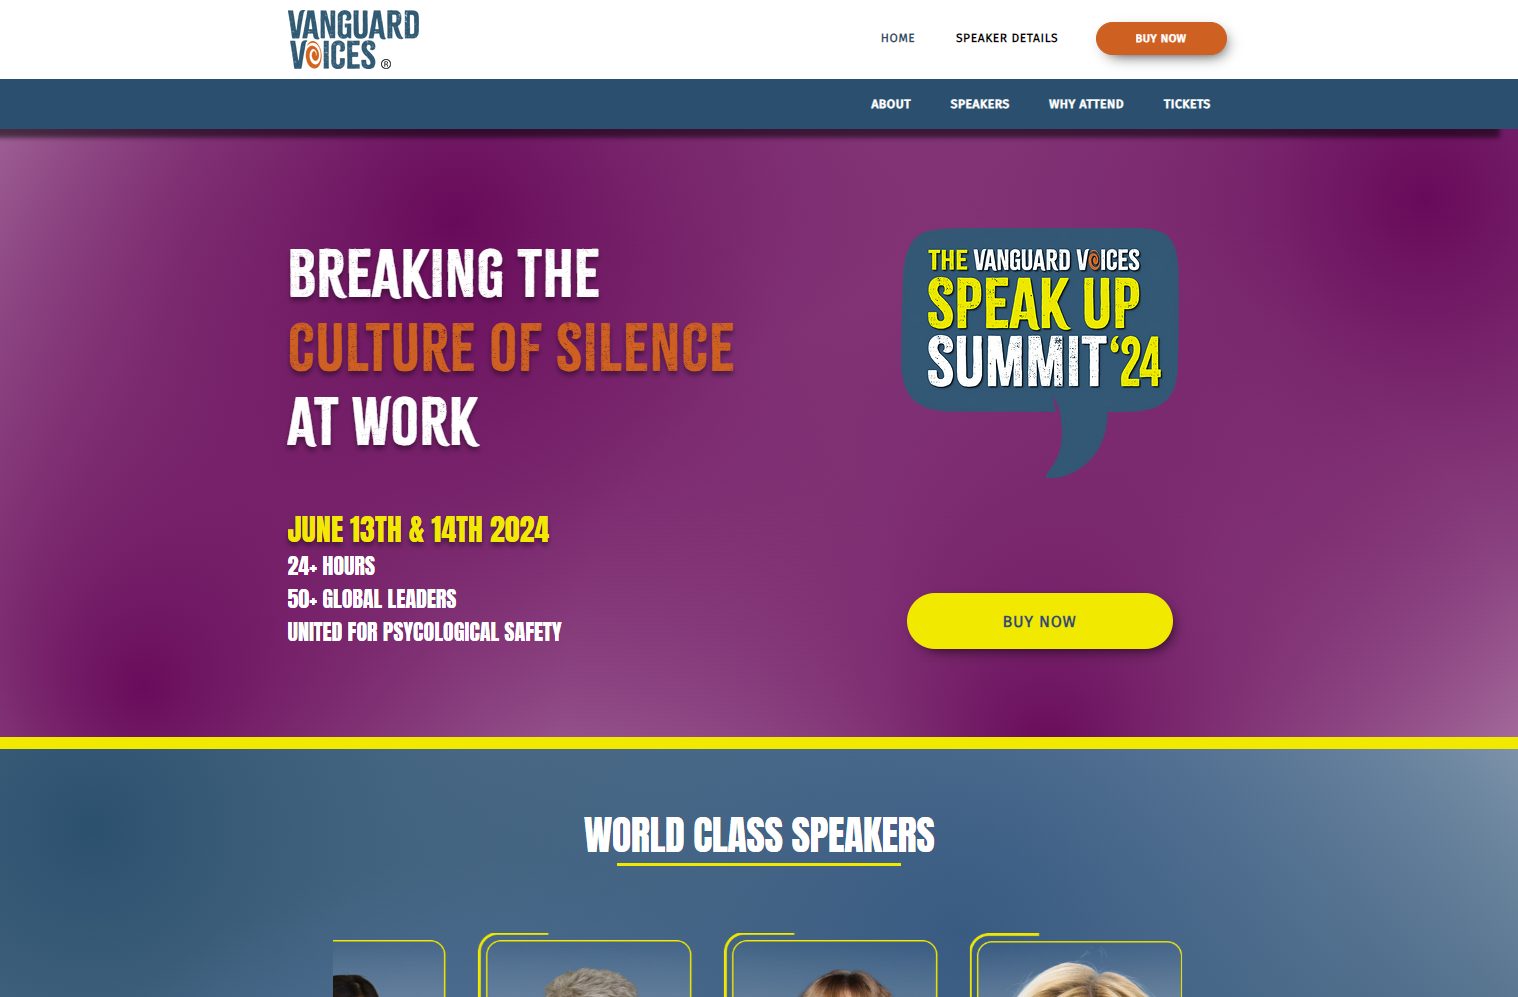 VANGUARD
VOICES ®
HOME
SPEAKER DETAILS
BUY NOW
ABOUT
SPEAKERS
WHY ATTEND
TICKETS
BREAKING THE
CULTURE OF SILENCE
AT WORK
THE VANGUARD VOICES
SPEAK UP
SUMMIT‘24
JUNE 13TH & 14TH 2024
24+ HOURS
50+ GLOBAL LEADERS
UNITED FOR PSYCOLOGICAL SAFETY
BUY NOW
WORLD CLASS SPEAKERS